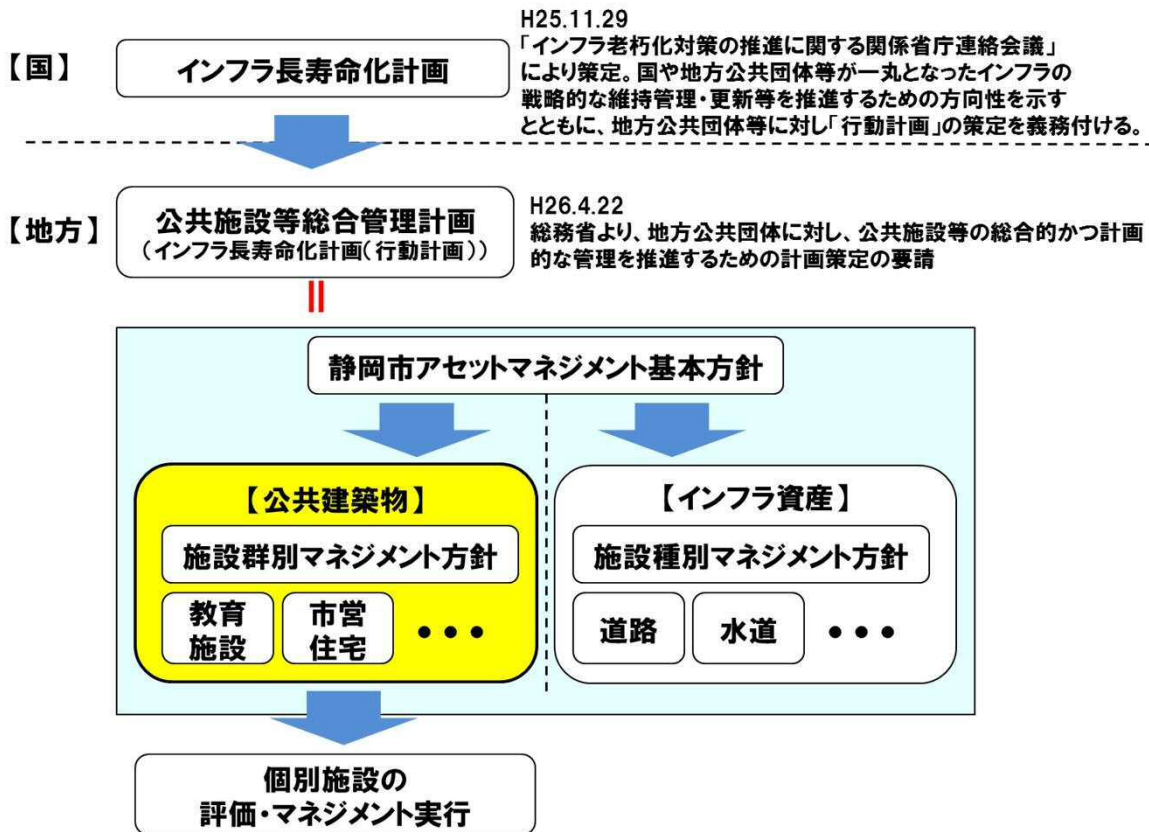 【国】
インフラ長寿命化計画
H25.11.29
「インフラ老朽化対策の推進に関する関係省庁連絡会議」
により策定。国や地方公共団体等が一丸となったインフラの
戦略的な維持管理・更新等を推進するための方向性を示す
とともに、地方公共団体等に対し「行動計画」の策定を義務付ける。
【地方】
公共施設等総合管理計画
(インフラ長寿命化計画(行動計画))
H26.4.22
総務省より、地方公共団体に対し、公共施設等の総合的かつ計画
的な管理を推進するための計画策定の要請
静岡市アセットマネジメント基本方針
【公共建築物】
施設群別マネジメント方針
教育
施設
市営
住宅
•••
【インフラ資産】
施設種別マネジメント方針
道路
水道
•••
個別施設の
評価・マネジメント実行